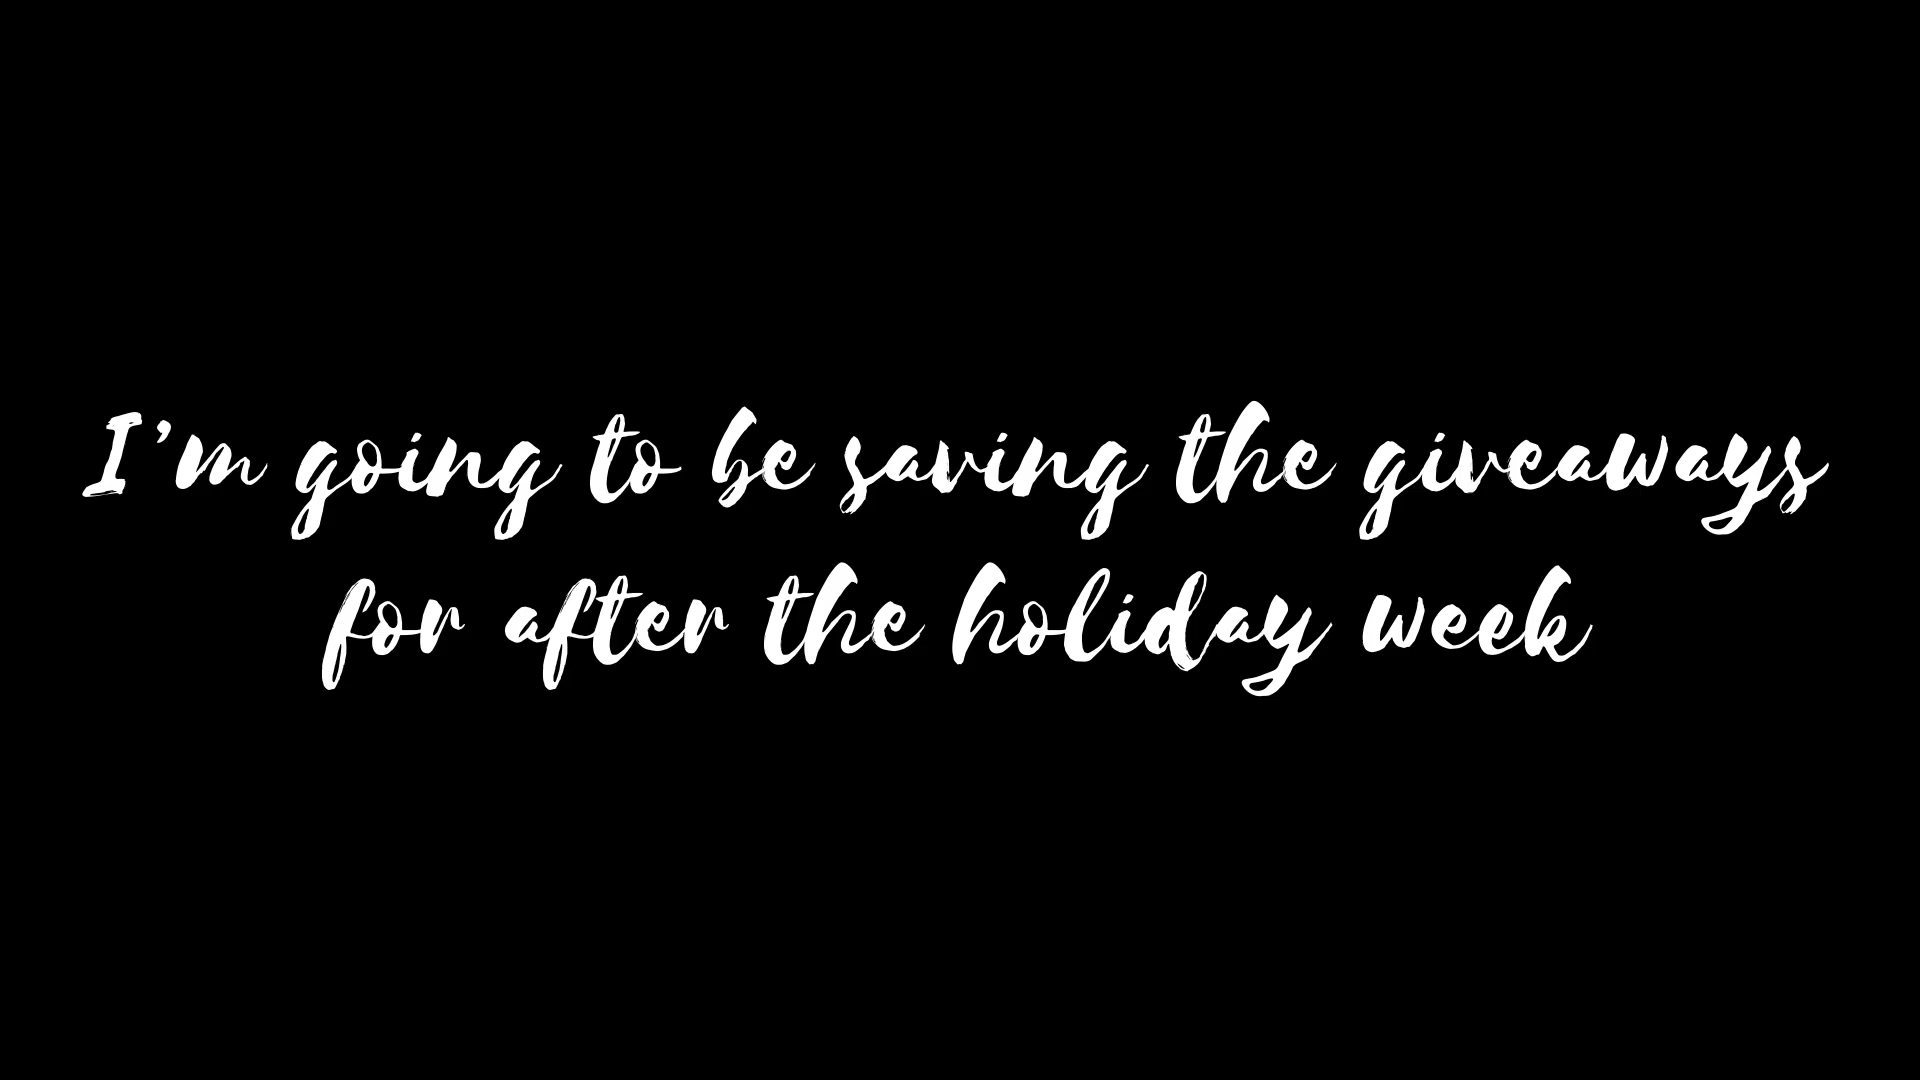 I’m going to be saving the giveaways
for after the holiday week